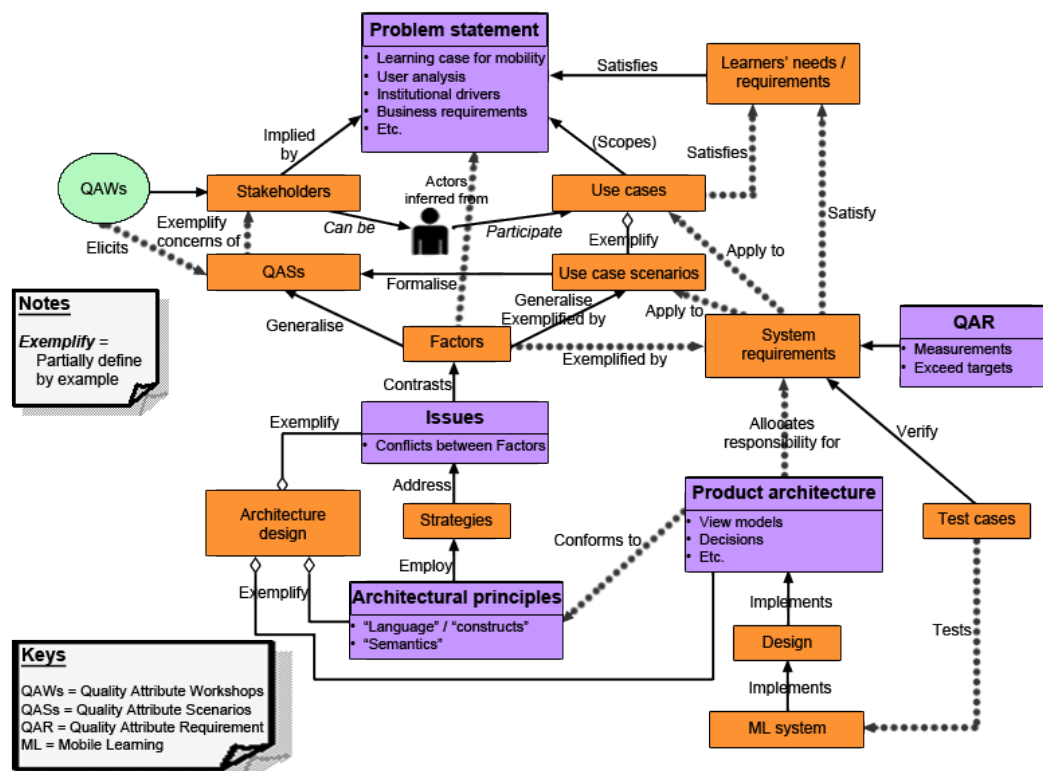 Problem statement
• Learning case for mobility
• User analysis
• Institutional drivers
• Business requirements
• Etc.
Learners' needs /
requirements
Satisfies
Implied
by
(Scopes)
Satisfies
QAWs
Stakeholders
Actors
inferred from
Use cases
Satisfy
Can be
Participate
Exemplify
concerns of
Elicits
Exemplify
Apply to
QASs
Formalise
Use case scenarios
Notes
Exemplify =
Partially define
by example
Generalise
Generalise
Exemplified by
Apply to
Factors
Exemplified by
System
requirements
QAR
• Measurements
• Exceed targets
Contrasts
Issues
• Conflicts between Factors
Exemplify
Allocates
responsibility for
Verify
Address
Architecture
design
Strategies
Product architecture
• View models
• Decisions
• Etc.
Test cases
Conforms to
Employ
Exemplify
Architectural principles
• "Language" / "constructs"
• "Semantics"
Implements
Design
Tests
Implements
ML system
Keys
QAWs = Quality Attribute Workshops
QASs = Quality Attribute Scenarios
QAR = Quality Attribute Requirement
ML = Mobile Learning